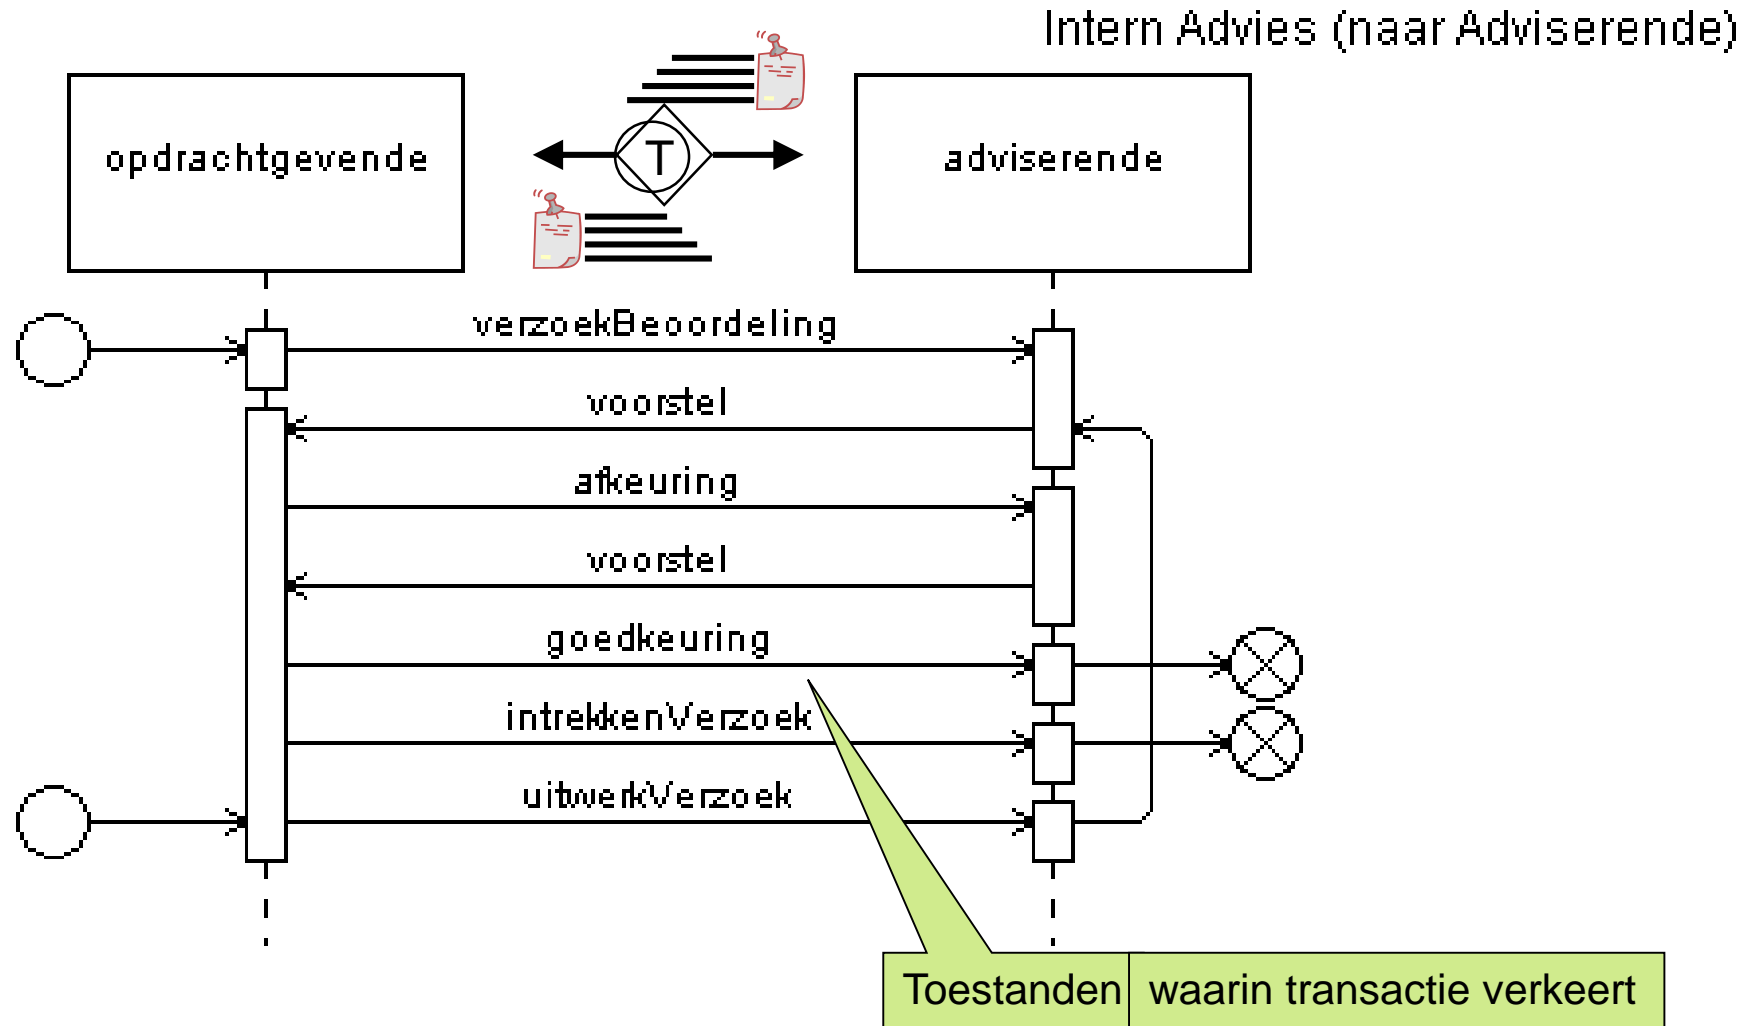 Intern Advies (naar Adviserende)
opdrachtgevende
T
adviserende
verzoekBeoordeling
voorstel
afkeuring
voorstel
goedkeuring
intrekkenVerzoek
uitwerkVerzoek
Toestanden waarin transactie verkeert